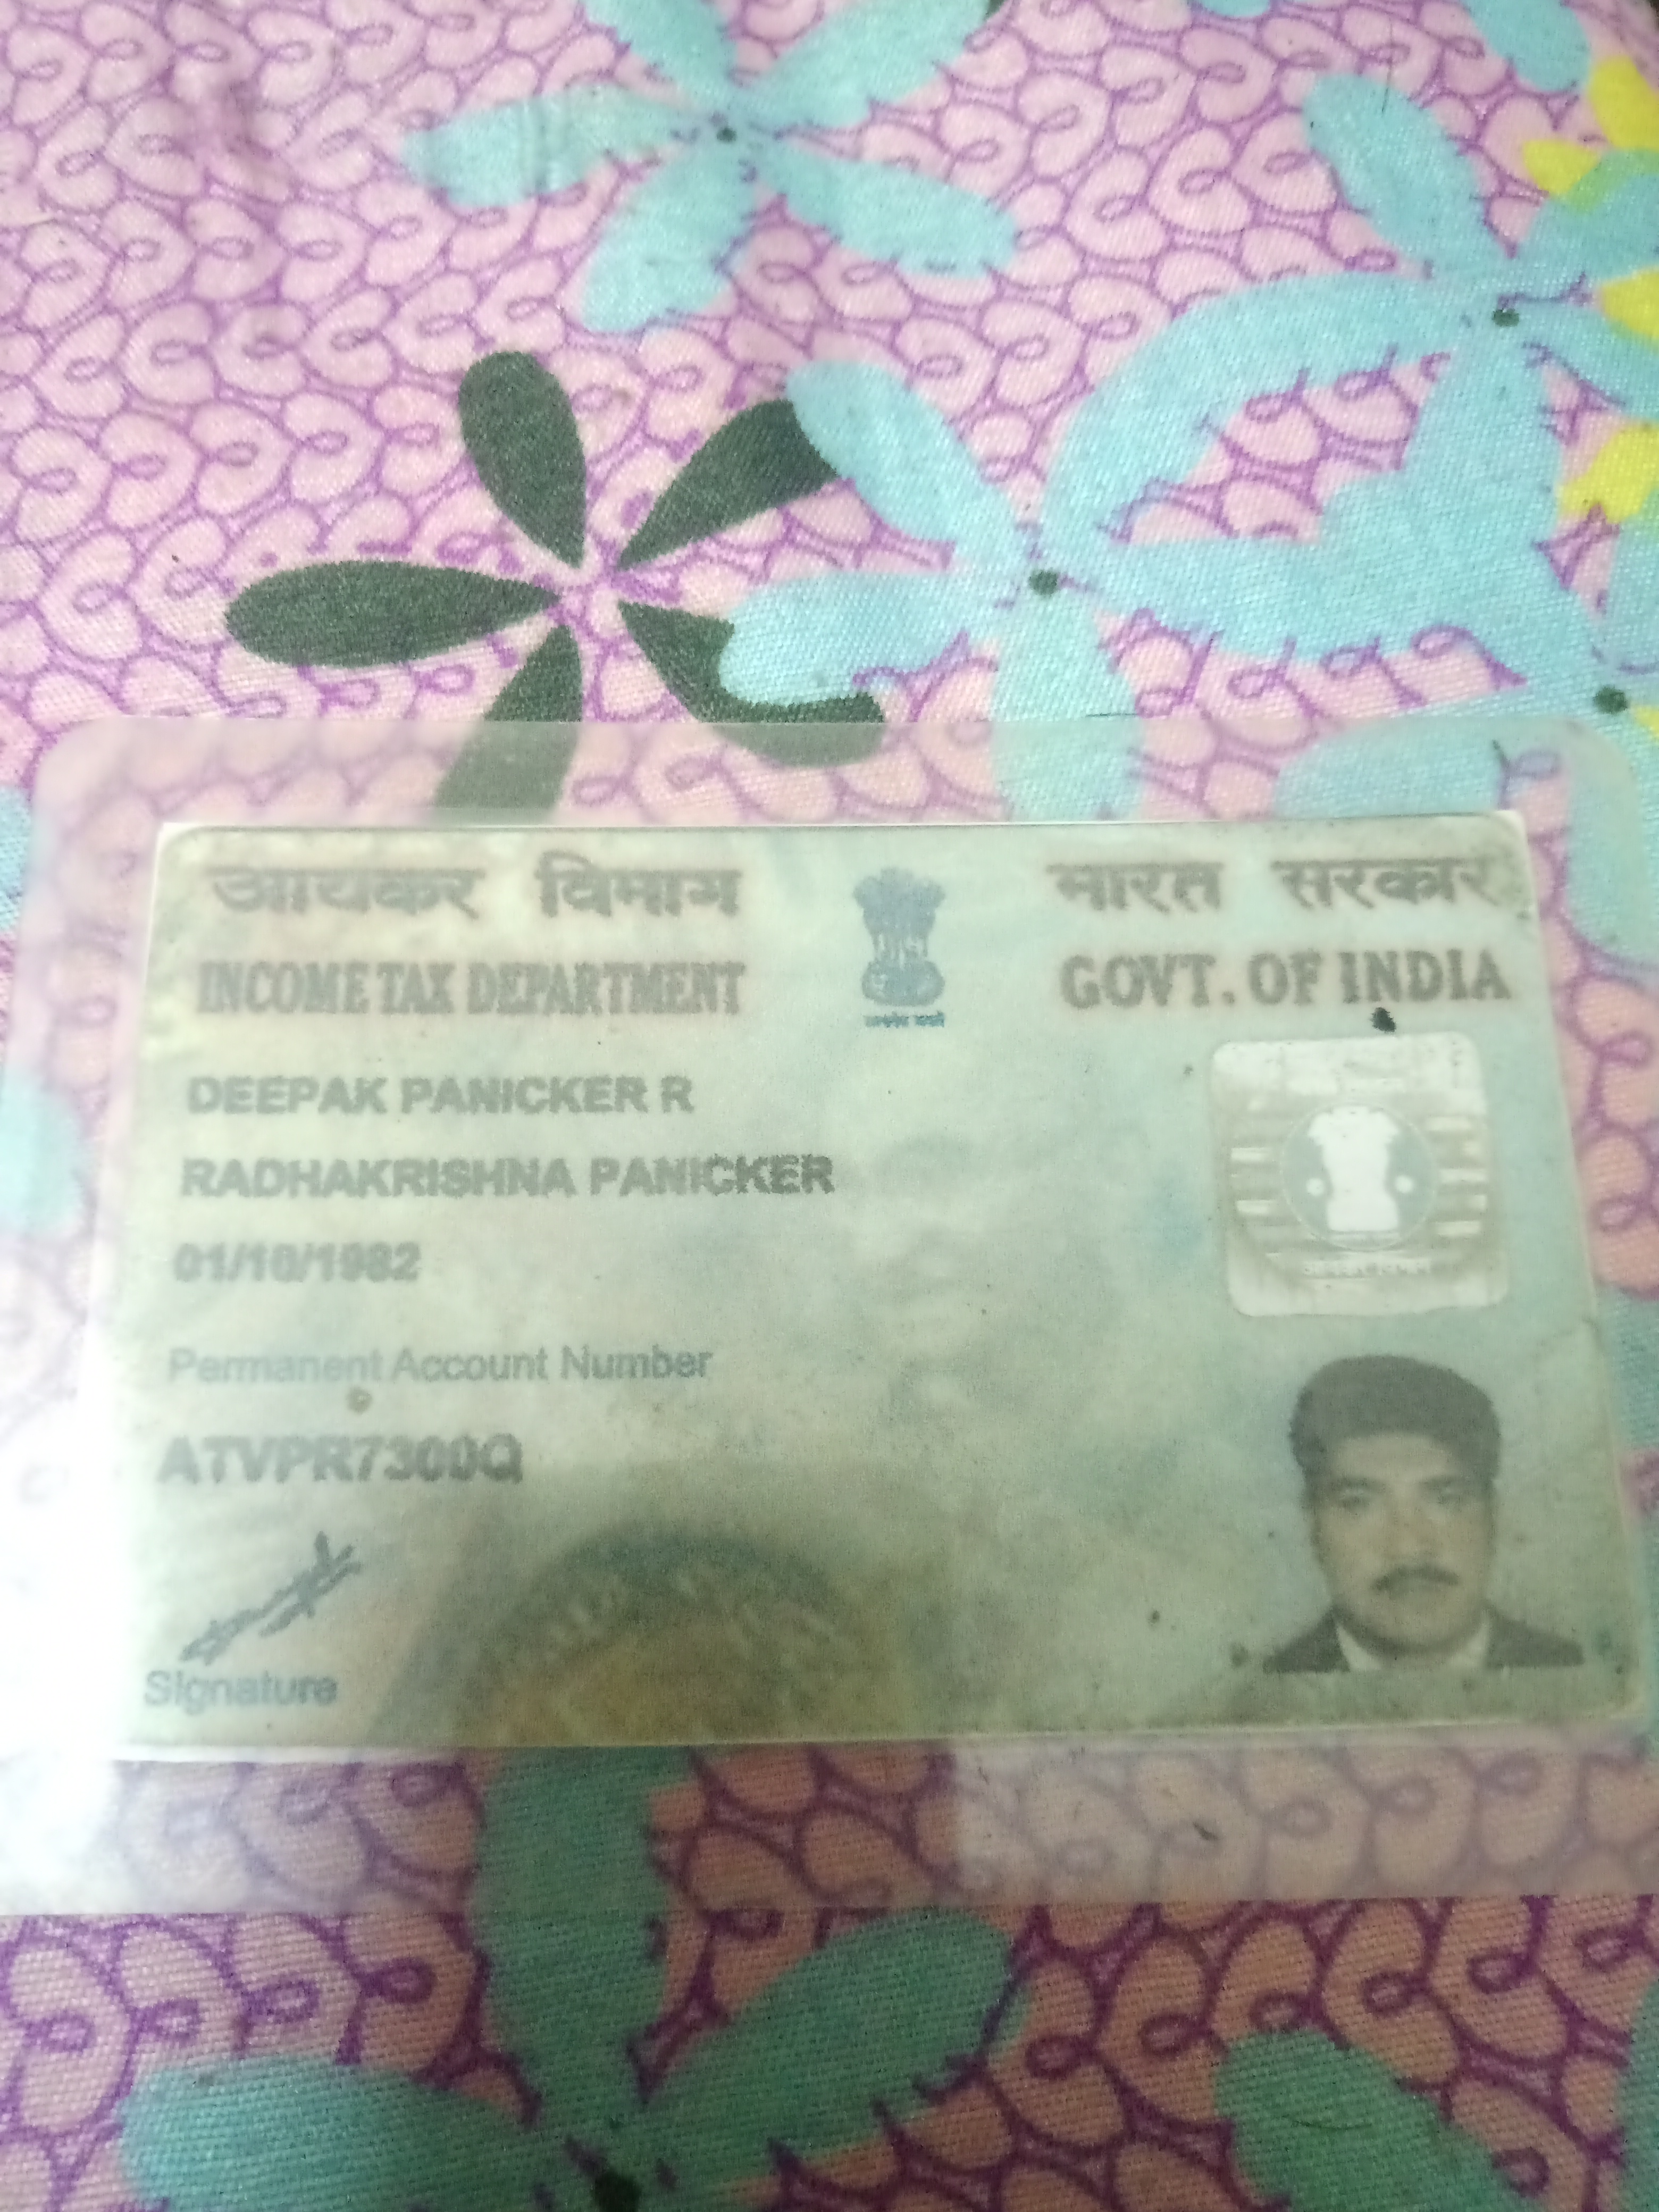 आयकर विभाग
INCOME TAX DEPARTMENT
भारत सरकार
GOVT. OF INDIA
DEEPAK PANICKER R
RADHAKRISHNA PANICKER
01/10/1982
Permanent Account Number
ATVPR7300Q
Signature